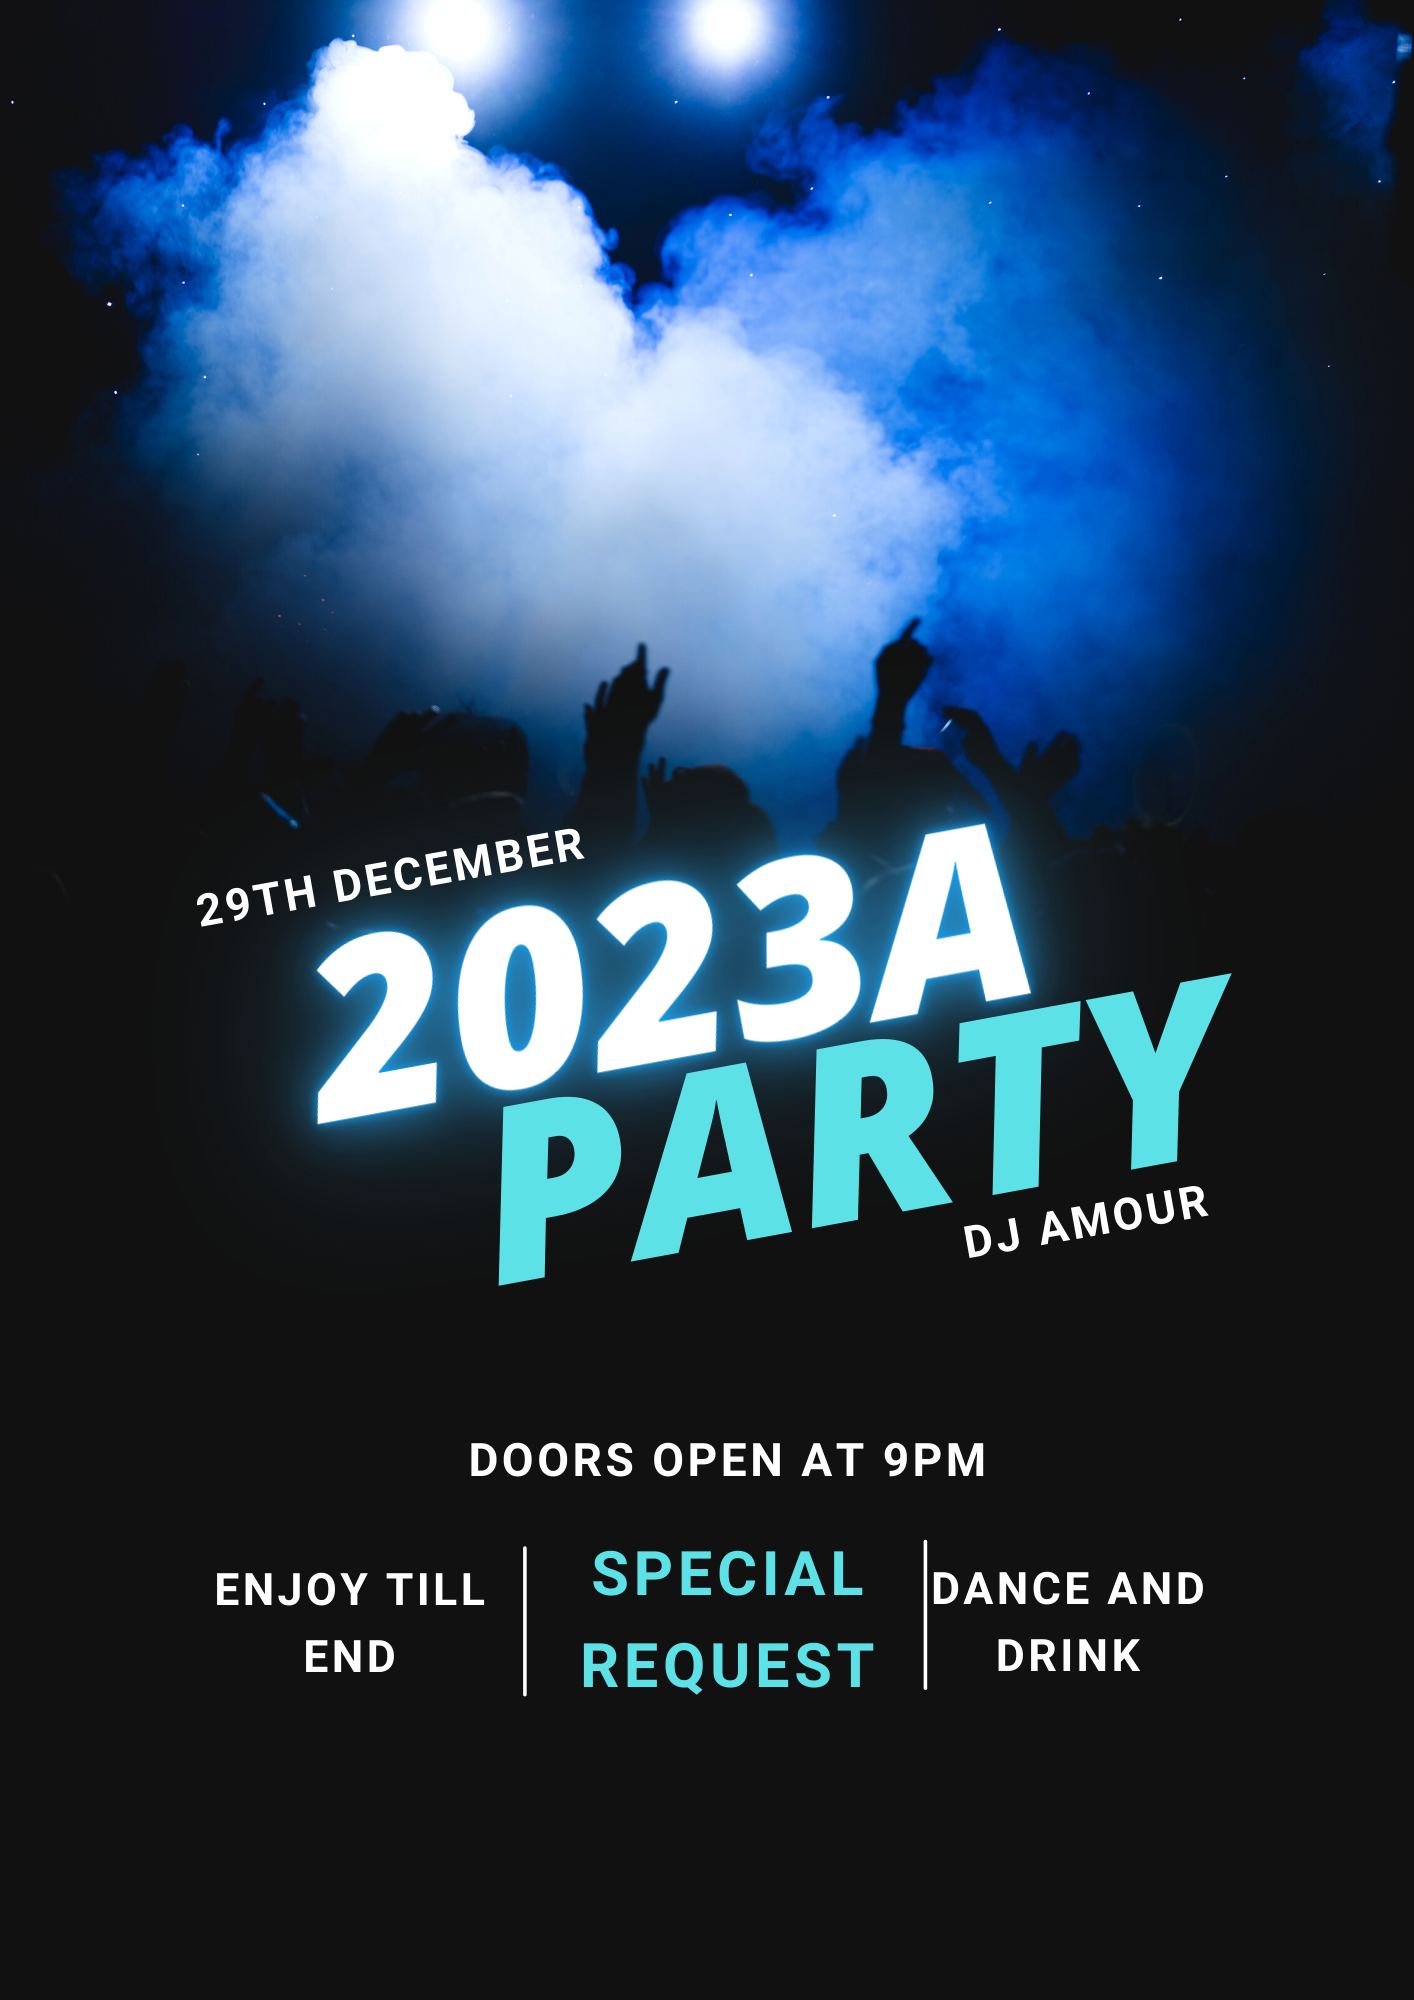 29TH DECEMBER
2023A
PARTY
DJ AMOUR
DOORS OPEN AT 9PM
ENJOY TILL
END
SPECIAL
REQUEST
DANCE AND
DRINK